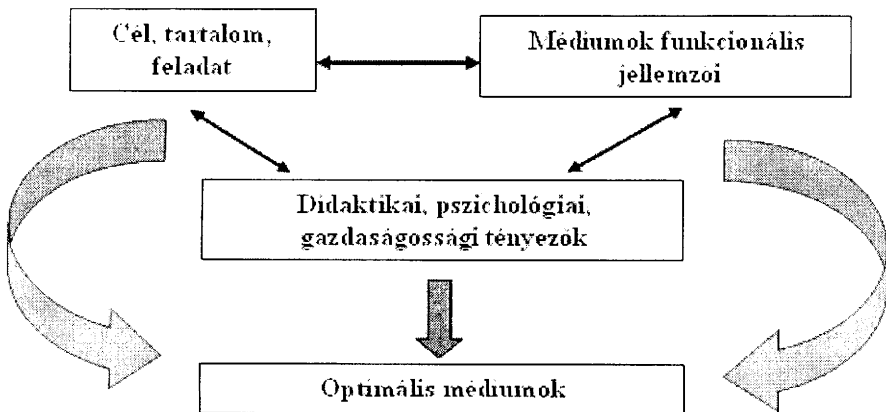 Cél, tartalom,
feladat
Médiumok funkcionális
jellemzői
Didaktikai, pszichológiai,
gazdaságossági tényezők
Optimális médiumok